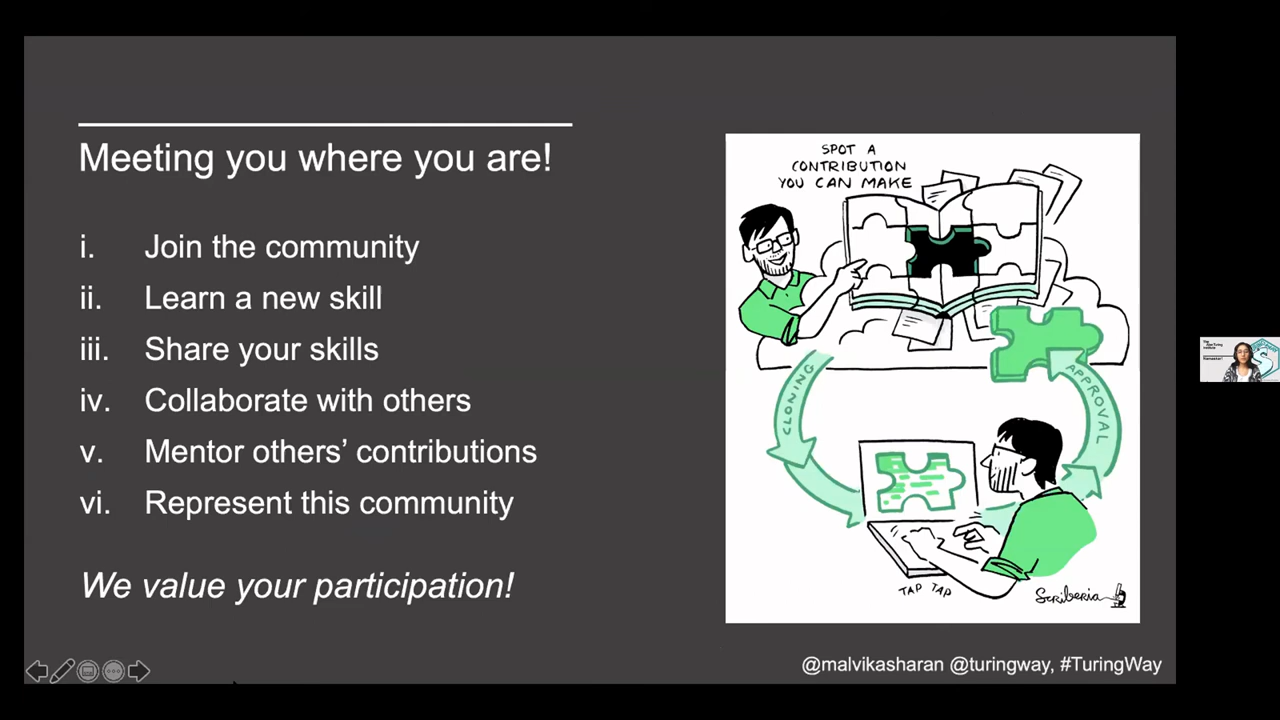 Meeting you where you are!
i. Join the community
ii. Learn a new skill
iii. Share your skills
iv. Collaborate with others
v. Mentor others’ contributions
vi. Represent this community
We value your participation!
SPOT A
CONTRIBUTION
YOU CAN MAKE
CLONING
APPROVAL
TAP TAP
Scriberia
@malvikasharan @turingway, #TuringWay